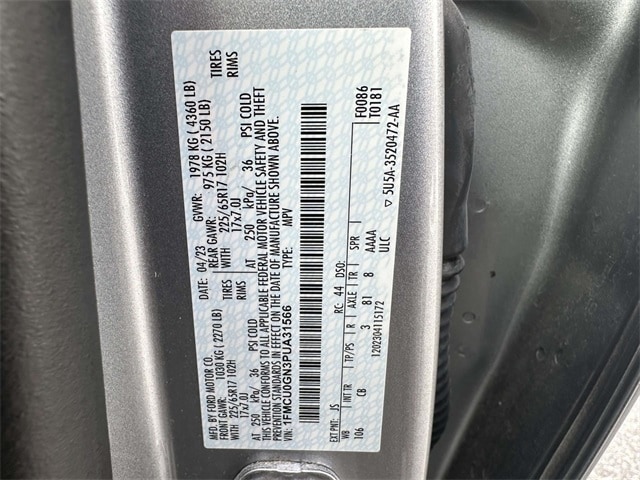 MFD. BY FORD MOTOR CO.
DATE: 04/23 GVWR: 1978 KG ( 4360 LB)
FRONT GAWR: 1030 KG ( 2270 LB) REAR GAWR: 975 KG ( 2150 LB)
225/65R17 102H TIRES WITH 225/65R17 102H TIRES
17x7.0J RIMS 17x7.0J RIMS
AT 250 kPa/ 36 PSI COLD AT 250 kPa/ 36 PSI COLD
THIS VEHICLE CONFORMS TO ALL APPLICABLE FEDERAL MOTOR VEHICLE SAFETY AND THEFT
PREVENTION STANDARDS IN EFFECT ON THE DATE OF MANUFACTURE SHOWN ABOVE.
VIN: 1FMCU0GN3PUA31566 TYPE: MPV
F0086
T0181
EXT PNT: JS RC: 44 DSO:
WB INT TR TP/PS R AXLE TR SPR
106 CB 3 81 8 AAAA
ULC
1202304115172
▽ 5U5A-3520472-AA